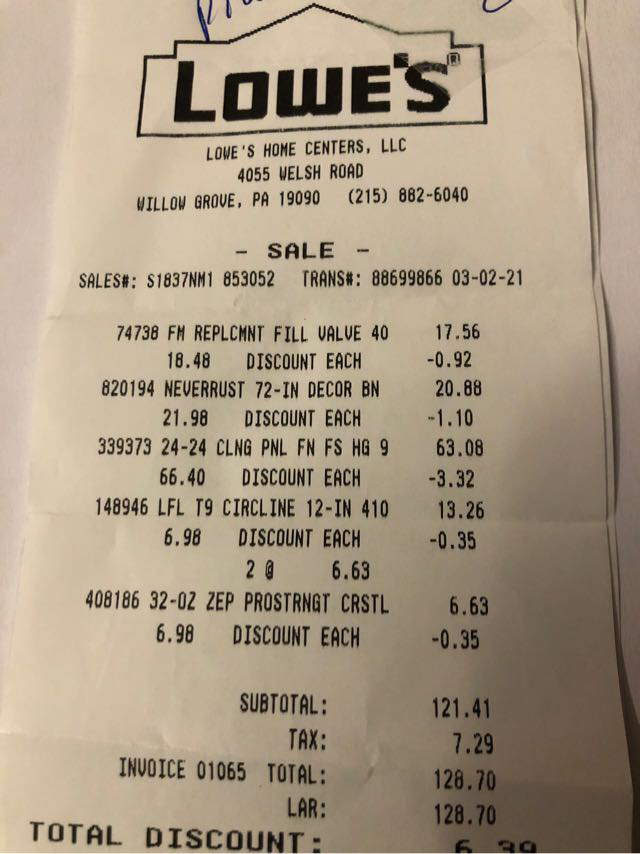 LOWE'S®
LOWE'S HOME CENTERS, LLC
4055 WELSH ROAD
WILLOW GROVE, PA 19090 (215) 882-6040
- SALE -
SALES#: S1837NM1 853052 TRANS#: 88699866 03-02-21
74738 FM REPLCMNT FILL VALVE 40 17.56
18.48 DISCOUNT EACH -0.92
820194 NEVERRUST 72-IN DECOR BN 20.88
21.98 DISCOUNT EACH -1.10
339373 24-24 CLNG PNL FN FS HG 9 63.08
66.40 DISCOUNT EACH -3.32
148946 LFL T9 CIRCLINE 12-IN 410 13.26
6.98 DISCOUNT EACH -0.35
2 @ 6.63
408186 32-OZ ZEP PROSTRNGT CRSTL 6.63
6.98 DISCOUNT EACH -0.35
SUBTOTAL: 121.41
TAX: 7.29
INVOICE 01065 TOTAL: 128.70
LAR: 128.70
TOTAL DISCOUNT: 6.39